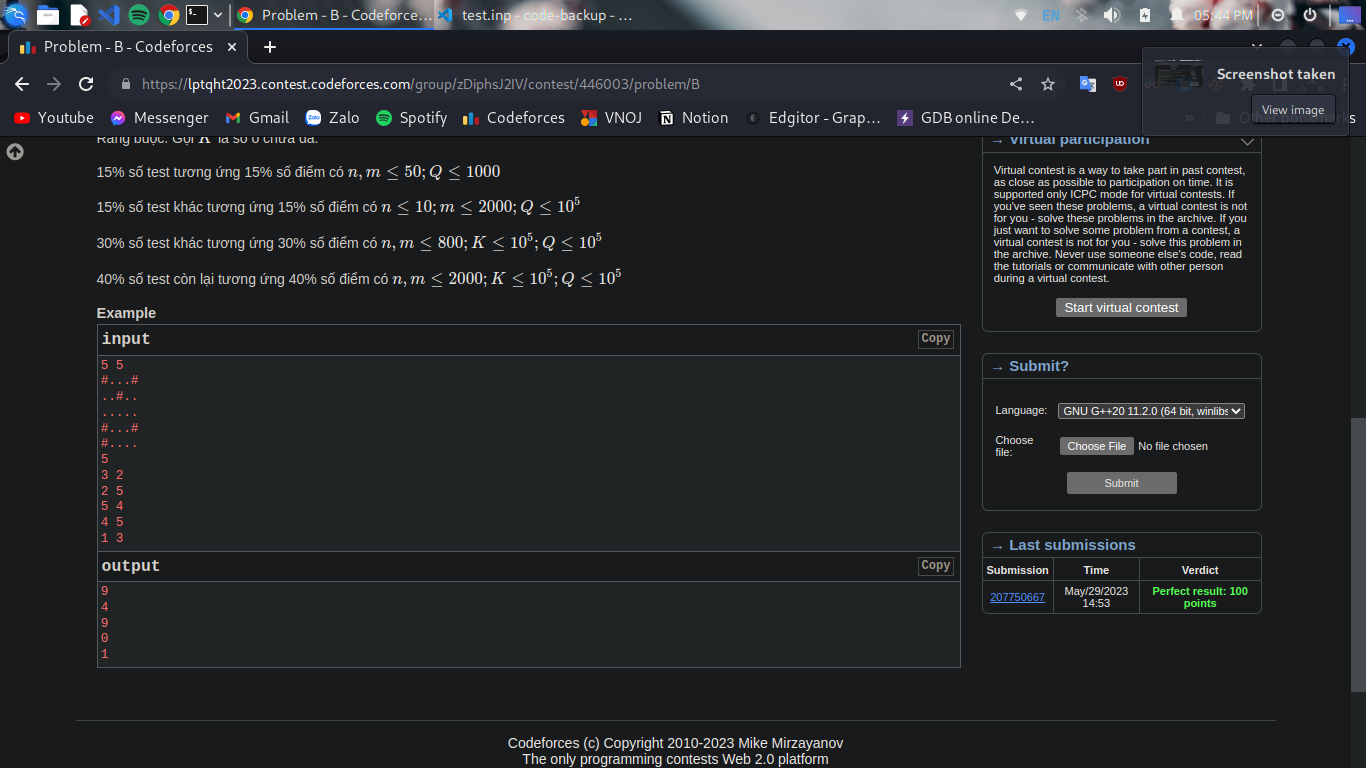 Problem - B - Codeforce...
test.inp - code-backup - ...
EN
05:44 PM
Problem - B - Codeforces
https://lptqht2023.contest.codeforces.com/group/zDiphsJ2IV/contest/446003/problem/B
Screenshot taken
View image
Youtube
Messenger
Gmail
Zalo
Spotify
Codeforces
VNOJ
Notion
Edgitor - Grap...
GDB online De...
Other bookmarks
Ràng buộc: Gọi K là số ô chứa đá.
15% số test tương ứng 15% số điểm có n, m ≤ 50; Q ≤ 1000
15% số test khác tương ứng 15% số điểm có n ≤ 10; m ≤ 2000; Q ≤ 10^5
30% số test khác tương ứng 30% số điểm có n, m ≤ 800; K ≤ 10^5; Q ≤ 10^5
40% số test còn lại tương ứng 40% số điểm có n, m ≤ 2000; K ≤ 10^5; Q ≤ 10^5
Example
input
Copy
5 5
#...#
..#..
.....
#...#
#....
5
3 2
2 5
5 4
4 5
1 3
output
Copy
9
4
9
0
1
→ Virtual participation
Virtual contest is a way to take part in past contest,
as close as possible to participation on time. It is
supported only ICPC mode for virtual contests. If
you've seen these problems, a virtual contest is not
for you - solve these problems in the archive. If you
just want to solve some problem from a contest, a
virtual contest is not for you - solve this problem in
the archive. Never use someone else's code, read
the tutorials or communicate with other person
during a virtual contest.
Start virtual contest
→ Submit?
Language:
GNU G++20 11.2.0 (64 bit, winlibs
Choose
file:
Choose File No file chosen
Submit
→ Last submissions
Submission Time Verdict
207750667
May/29/2023
14:53
Perfect result: 100
points
Codeforces (c) Copyright 2010-2023 Mike Mirzayanov
The only programming contests Web 2.0 platform